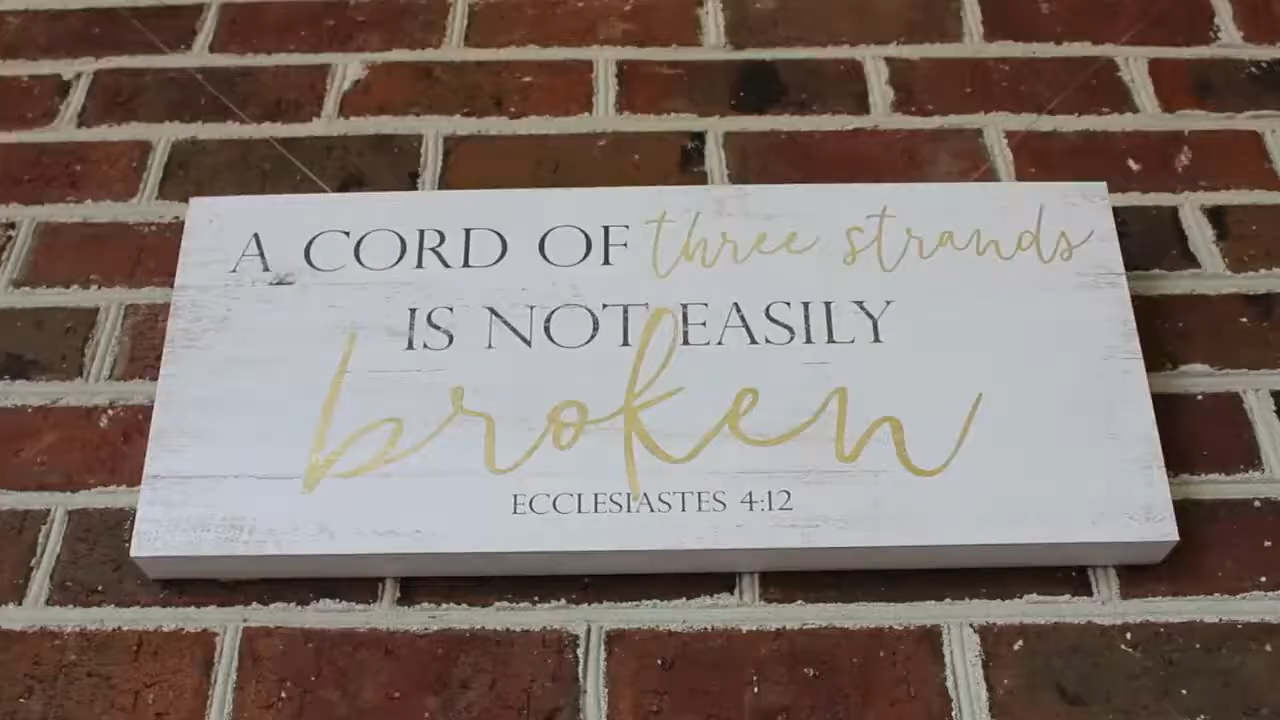 A CORD OF three strands
IS NOT EASILY
broken
ECCLESIASTES 4:12